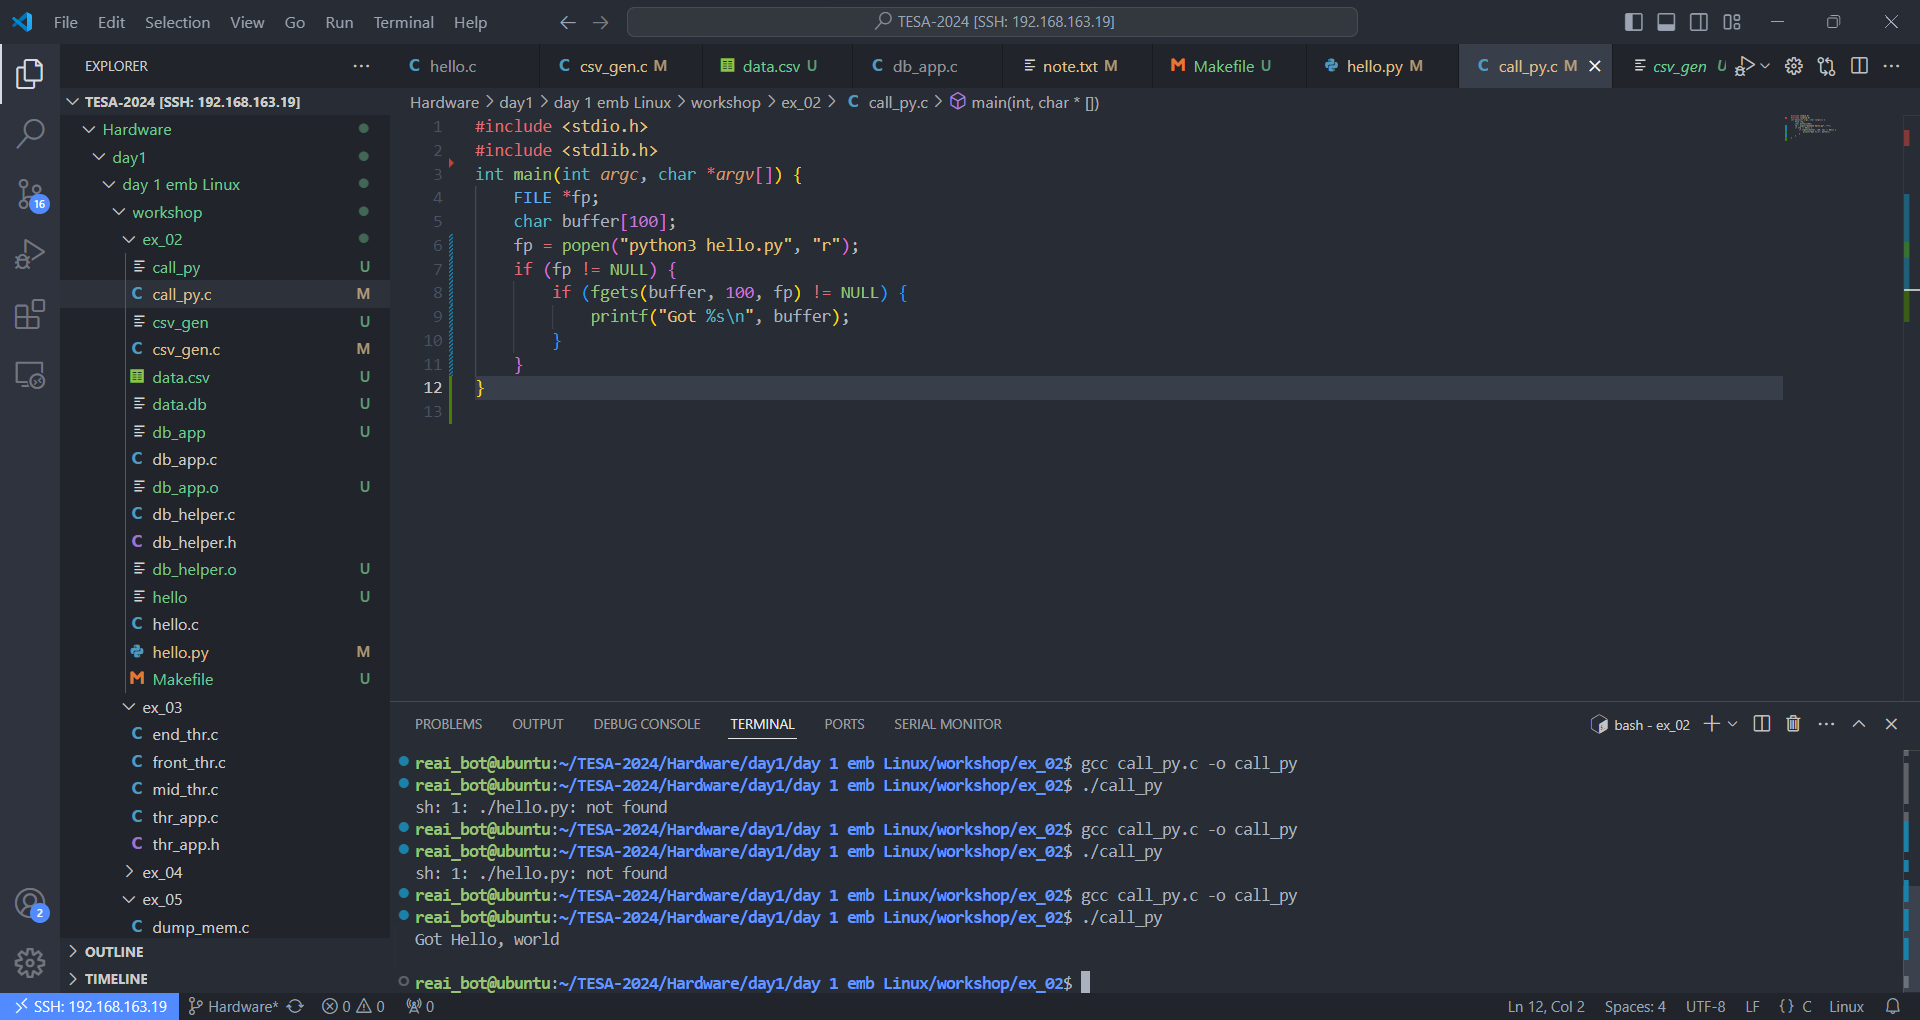 File Edit Selection View Go Run Terminal Help
TESA-2024 [SSH: 192.168.163.19]
EXPLORER
hello.c
csv_gen.c M
data.csv U
db_app.c
note.txt M
Makefile U
hello.py M
call_py.c M
csv_gen U
TESA-2024 [SSH: 192.168.163.19]
Hardware > day1 > day 1 emb Linux > workshop > ex_02 > C call_py.c > main(int, char * [])
Hardware
day1
day 1 emb Linux
workshop
ex_02
call_py U
call_py.c M
csv_gen U
csv_gen.c M
data.csv U
data.db U
db_app U
db_app.c
db_app.o U
db_helper.c
db_helper.h
db_helper.o U
hello U
hello.c
hello.py M
Makefile U
ex_03
end_thr.c
front_thr.c
mid_thr.c
thr_app.c
thr_app.h
ex_04
ex_05
dump_mem.c
OUTLINE
TIMELINE
16
2
1 #include <stdio.h>
2 #include <stdlib.h>
3 int main(int argc, char *argv[]) {
4 FILE *fp;
5 char buffer[100];
6 fp = popen("python3 hello.py", "r");
7 if (fp != NULL) {
8 if (fgets(buffer, 100, fp) != NULL) {
9 printf("Got %s\n", buffer);
10 }
11 }
12 }
13
PROBLEMS OUTPUT DEBUG CONSOLE TERMINAL PORTS SERIAL MONITOR
bash - ex_02
reai_bot@ubuntu:~/TESA-2024/Hardware/day1/day 1 emb Linux/workshop/ex_02$ gcc call_py.c -o call_py
reai_bot@ubuntu:~/TESA-2024/Hardware/day1/day 1 emb Linux/workshop/ex_02$ ./call_py
sh: 1: ./hello.py: not found
reai_bot@ubuntu:~/TESA-2024/Hardware/day1/day 1 emb Linux/workshop/ex_02$ gcc call_py.c -o call_py
reai_bot@ubuntu:~/TESA-2024/Hardware/day1/day 1 emb Linux/workshop/ex_02$ ./call_py
sh: 1: ./hello.py: not found
reai_bot@ubuntu:~/TESA-2024/Hardware/day1/day 1 emb Linux/workshop/ex_02$ gcc call_py.c -o call_py
reai_bot@ubuntu:~/TESA-2024/Hardware/day1/day 1 emb Linux/workshop/ex_02$ ./call_py
Got Hello, world
reai_bot@ubuntu:~/TESA-2024/Hardware/day1/day 1 emb Linux/workshop/ex_02$
SSH: 192.168.163.19 Hardware* 0 0 0 Ln 12, Col 2 Spaces: 4 UTF-8 LF {} C Linux